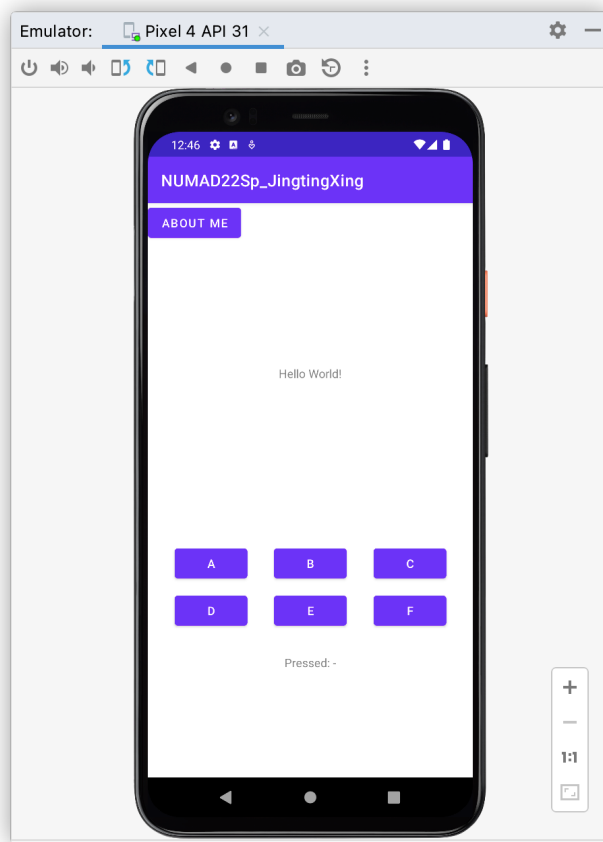 Emulator: Pixel 4 API 31
12:46
NUMAD22Sp_JingtingXing
ABOUT ME
Hello World!
A B C
D E F
Pressed: -
1:1